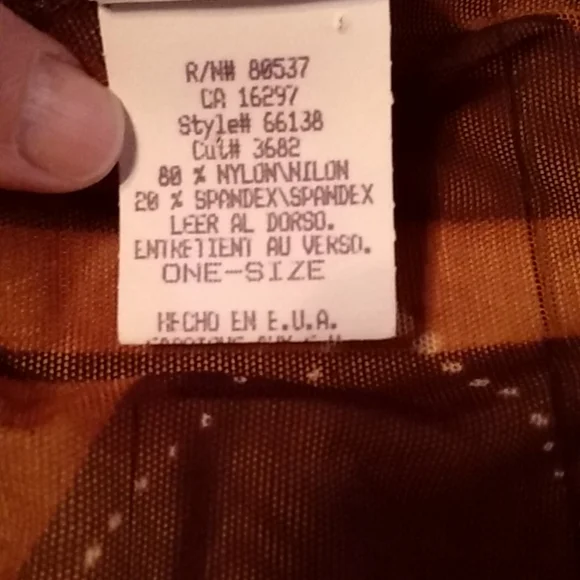 R/N# 80537
CA 16297
Style# 66138
Cut# 3682
80 % NYLON\NILON
20 % SPANDEX\SPANDEX
LEER AL DORSO.
ENTRETIENT AU VERSO.
ONE-SIZE
HECHO EN E.U.A.